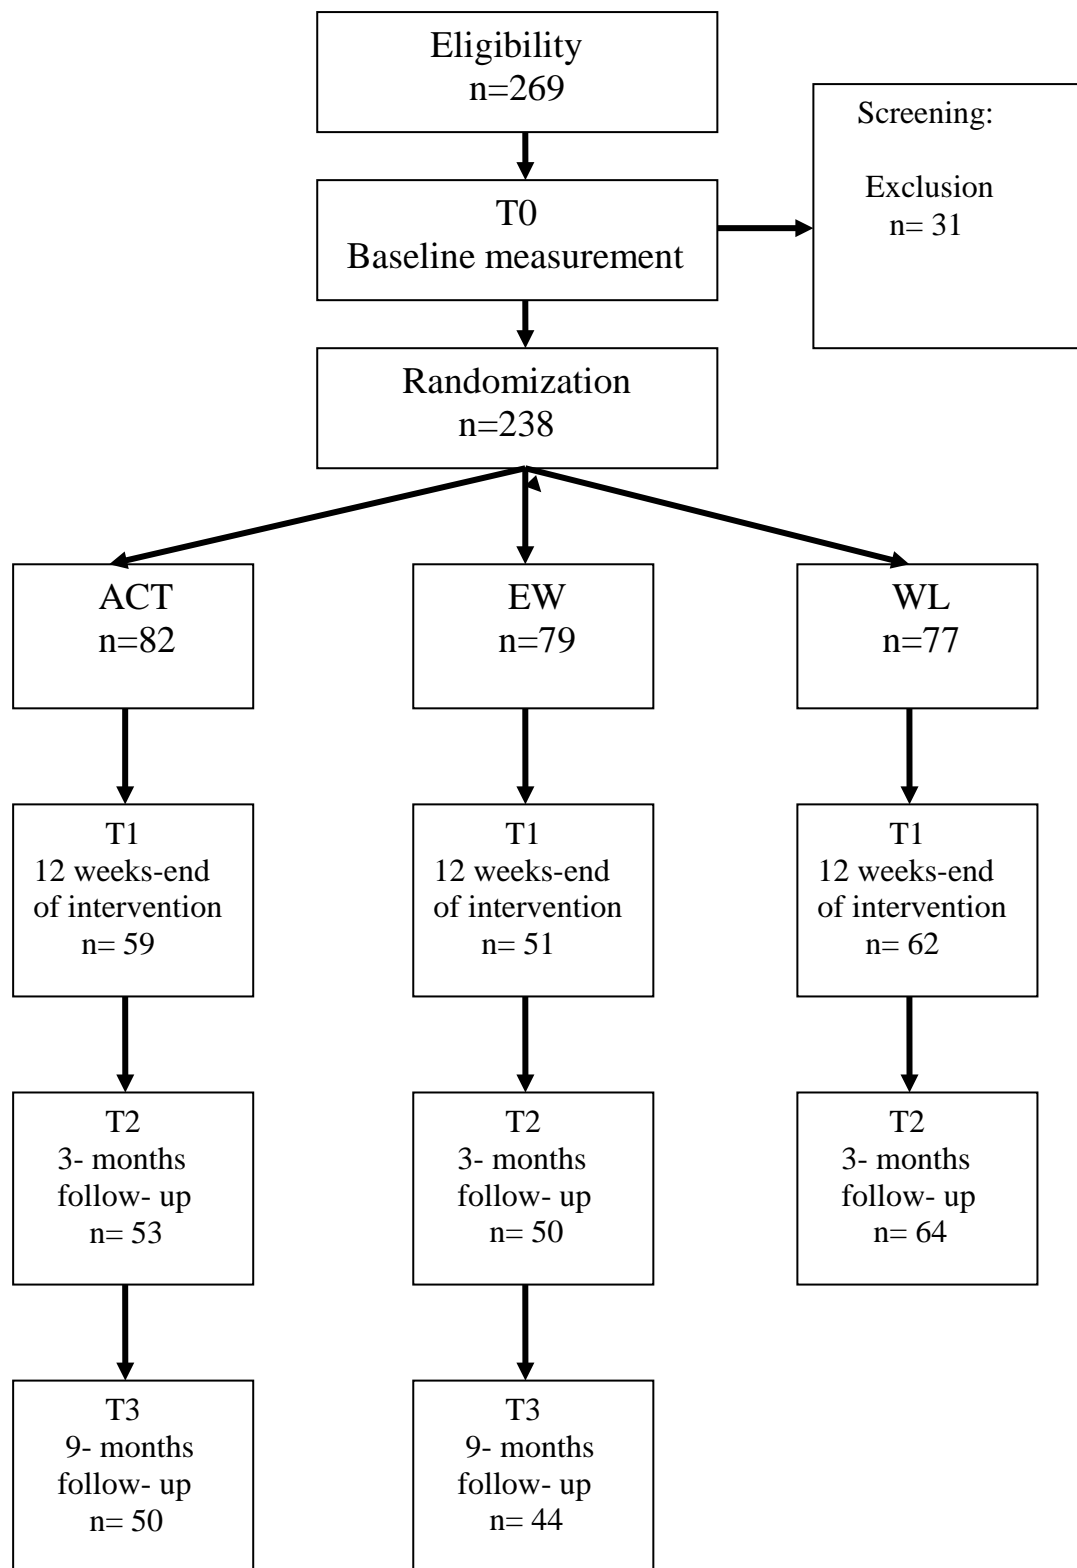 Eligibility
n=269
Screening:
Exclusion
n= 31
T0
Baseline measurement
Randomization
n=238
ACT
n=82
EW
n=79
WL
n=77
T1
12 weeks-end
of intervention
n= 59
T1
12 weeks-end
of intervention
n= 51
T1
12 weeks-end
of intervention
n= 62
T2
3- months
follow- up
n= 53
T2
3- months
follow- up
n= 50
T2
3- months
follow- up
n= 64
T3
9- months
follow- up
n= 50
T3
9- months
follow- up
n= 44